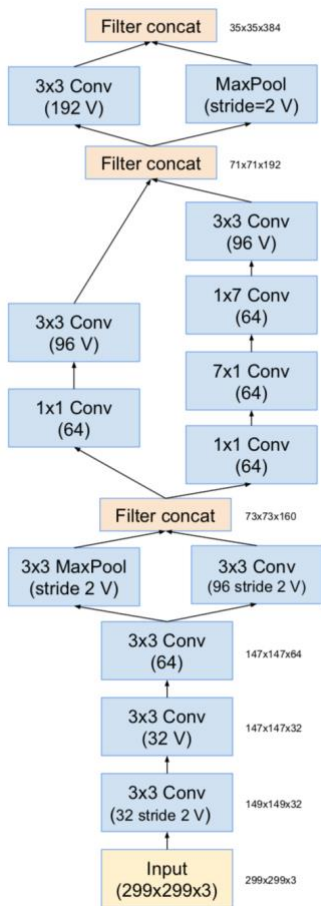 Filter concat
35x35x384
3x3 Conv
(192 V)
MaxPool
(stride=2 V)
Filter concat
71x71x192
3x3 Conv
(96 V)
1x7 Conv
(64)
3x3 Conv
(96 V)
7x1 Conv
(64)
1x1 Conv
(64)
1x1 Conv
(64)
Filter concat
73x73x160
3x3 MaxPool
(stride 2 V)
3x3 Conv
(96 stride 2 V)
3x3 Conv
(64)
147x147x64
3x3 Conv
(32 V)
147x147x32
3x3 Conv
(32 stride 2 V)
149x149x32
Input
(299x299x3)
299x299x3